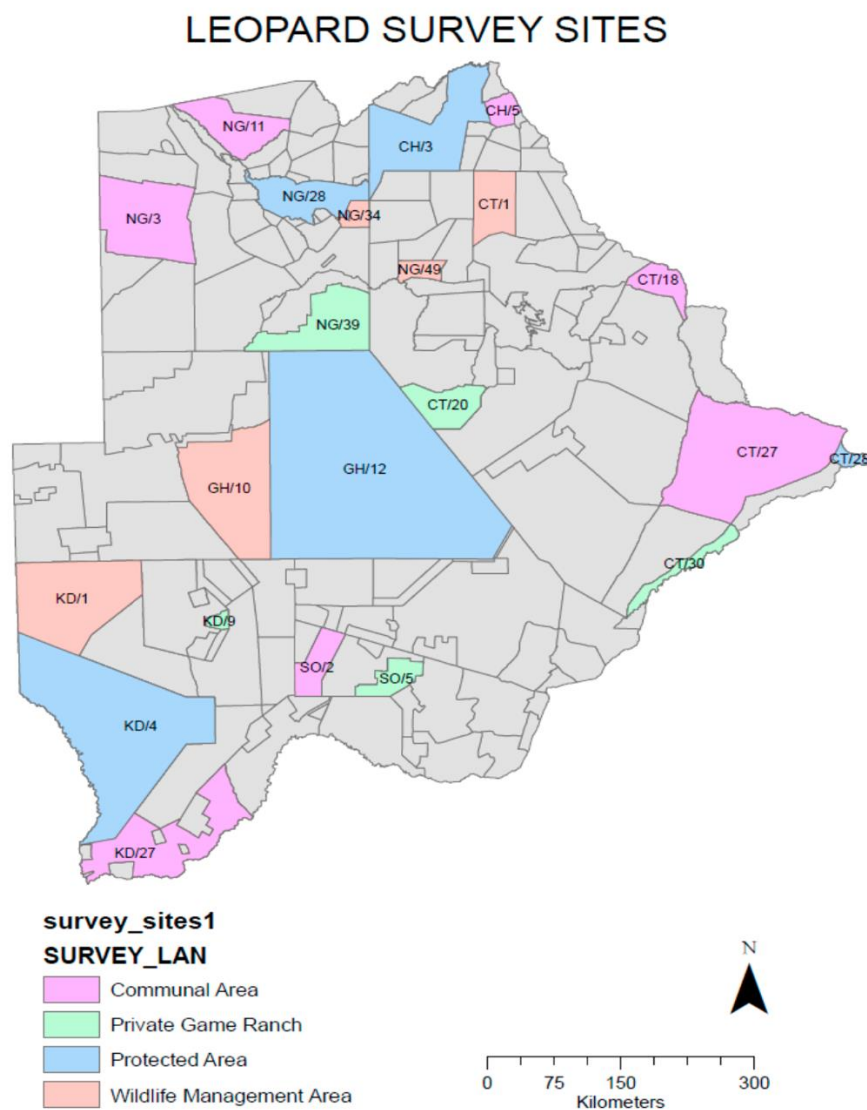 LEOPARD SURVEY SITES
NG/11
CH/5
CH/3
NG/28
NG/3
NG/34
CT/1
NG/49
CT/18
NG/39
CT/20
CT/27
CT/28
GH/12
GH/10
CT/30
KD/1
KD/9
SO/2
SO/5
KD/4
KD/27
survey_sites1
SURVEY_LAN
Communal Area
Private Game Ranch
Protected Area
Wildlife Management Area
N
0 75 150 300
Kilometers